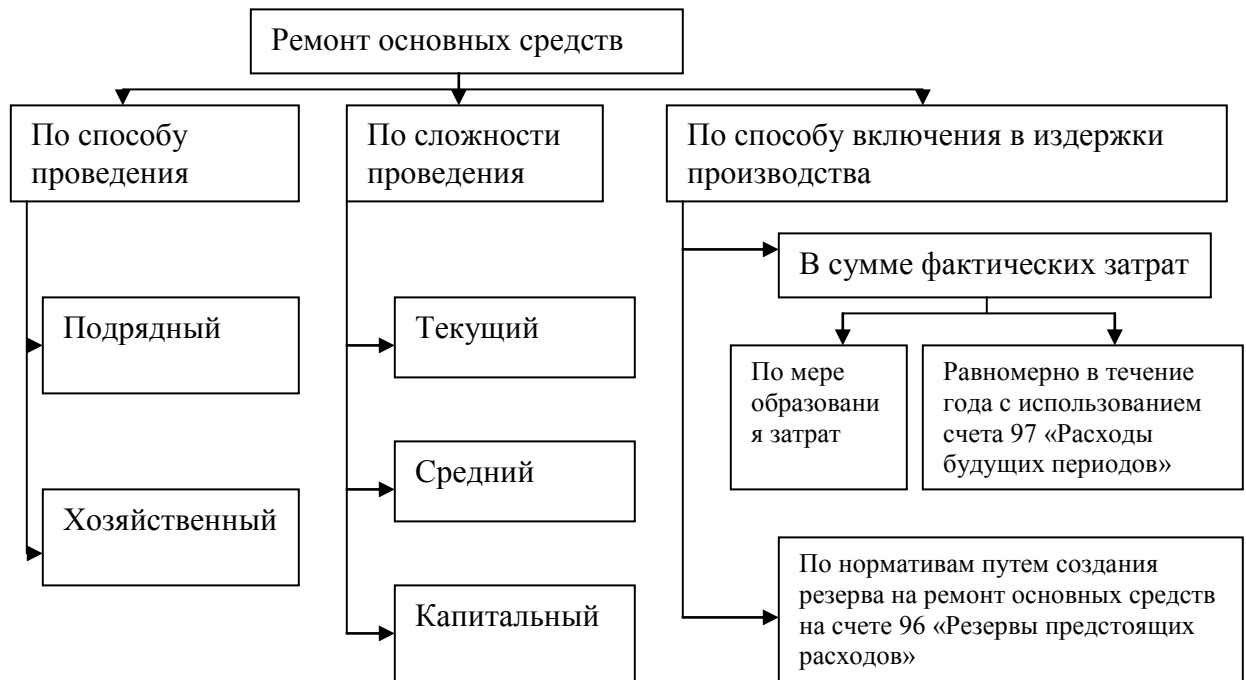 Ремонт основных средств
По способу
проведения
По сложности
проведения
По способу включения в издержки
производства
В сумме фактических затрат
Подрядный
Текущий
По мере
образовани
я затрат
Равномерно в течение
года с использованием
счета 97 «Расходы
будущих периодов»
Средний
Хозяйственный
По нормативам путем создания
резерва на ремонт основных средств
на счете 96 «Резервы предстоящих
расходов»
Капитальный